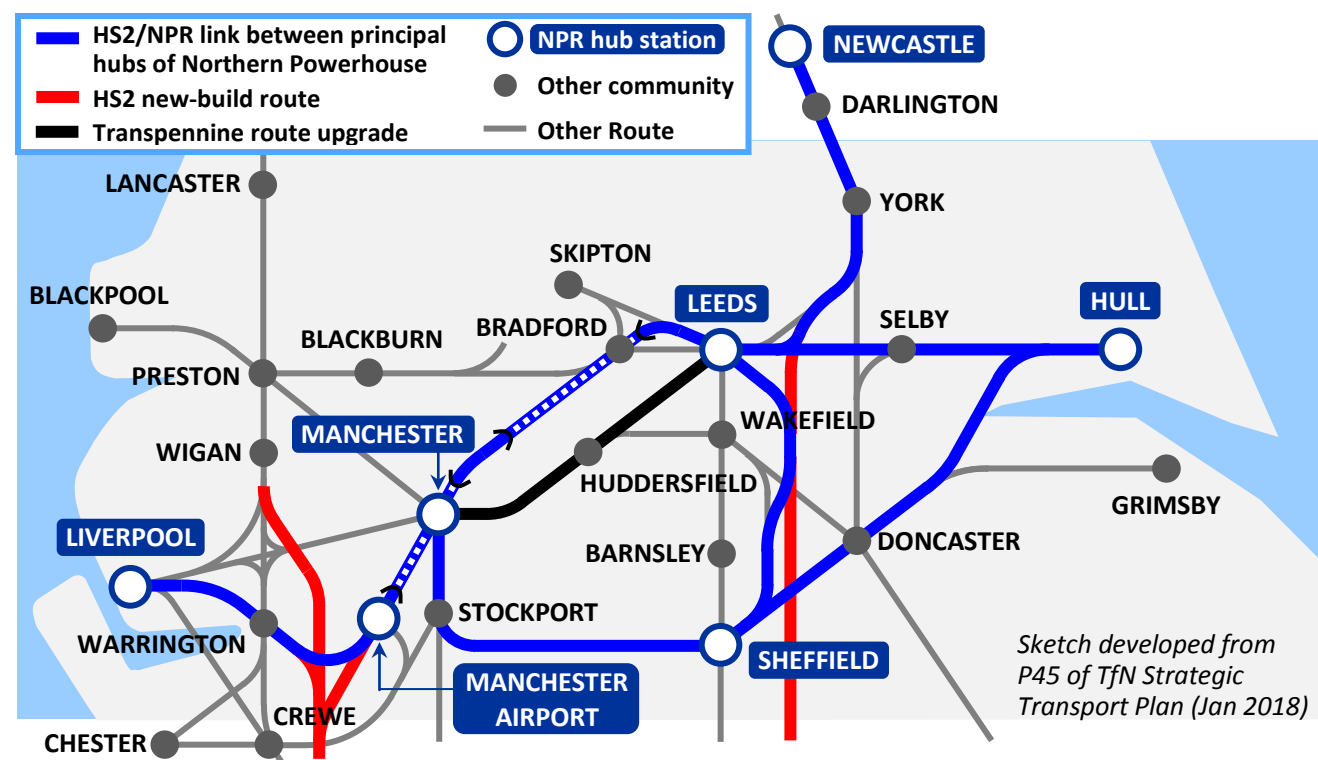 HS2/NPR link between principal
hubs of Northern Powerhouse
HS2 new-build route
Transpennine route upgrade
NPR hub station
Other community
Other Route
NEWCASTLE
DARLINGTON
LANCASTER
YORK
SKIPTON
BLACKPOOL
LEEDS
HULL
BRADFORD
SELBY
BLACKBURN
PRESTON
MANCHESTER
WAKEFIELD
WIGAN
HUDDERSFIELD
GRIMSBY
LIVERPOOL
BARNSLEY
DONCASTER
STOCKPORT
WARRINGTON
SHEFFIELD
MANCHESTER
AIRPORT
CREWE
CHESTER
Sketch developed from
P45 of TfN Strategic
Transport Plan (Jan 2018)